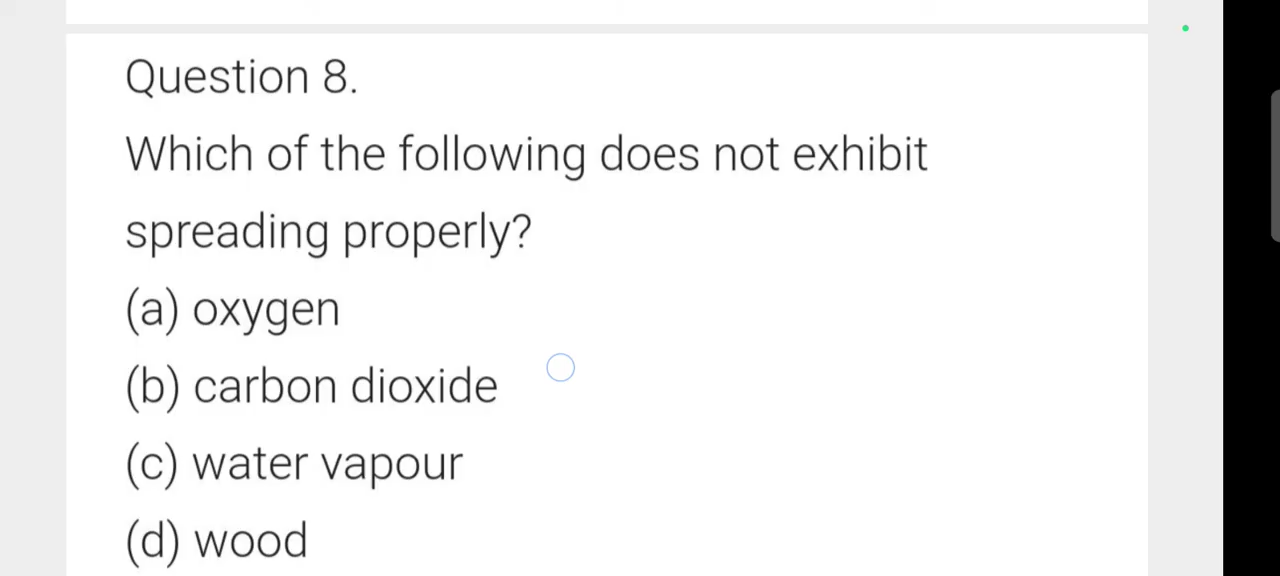 Question 8.
Which of the following does not exhibit
spreading properly?
(a) oxygen
(b) carbon dioxide
(c) water vapour
(d) wood